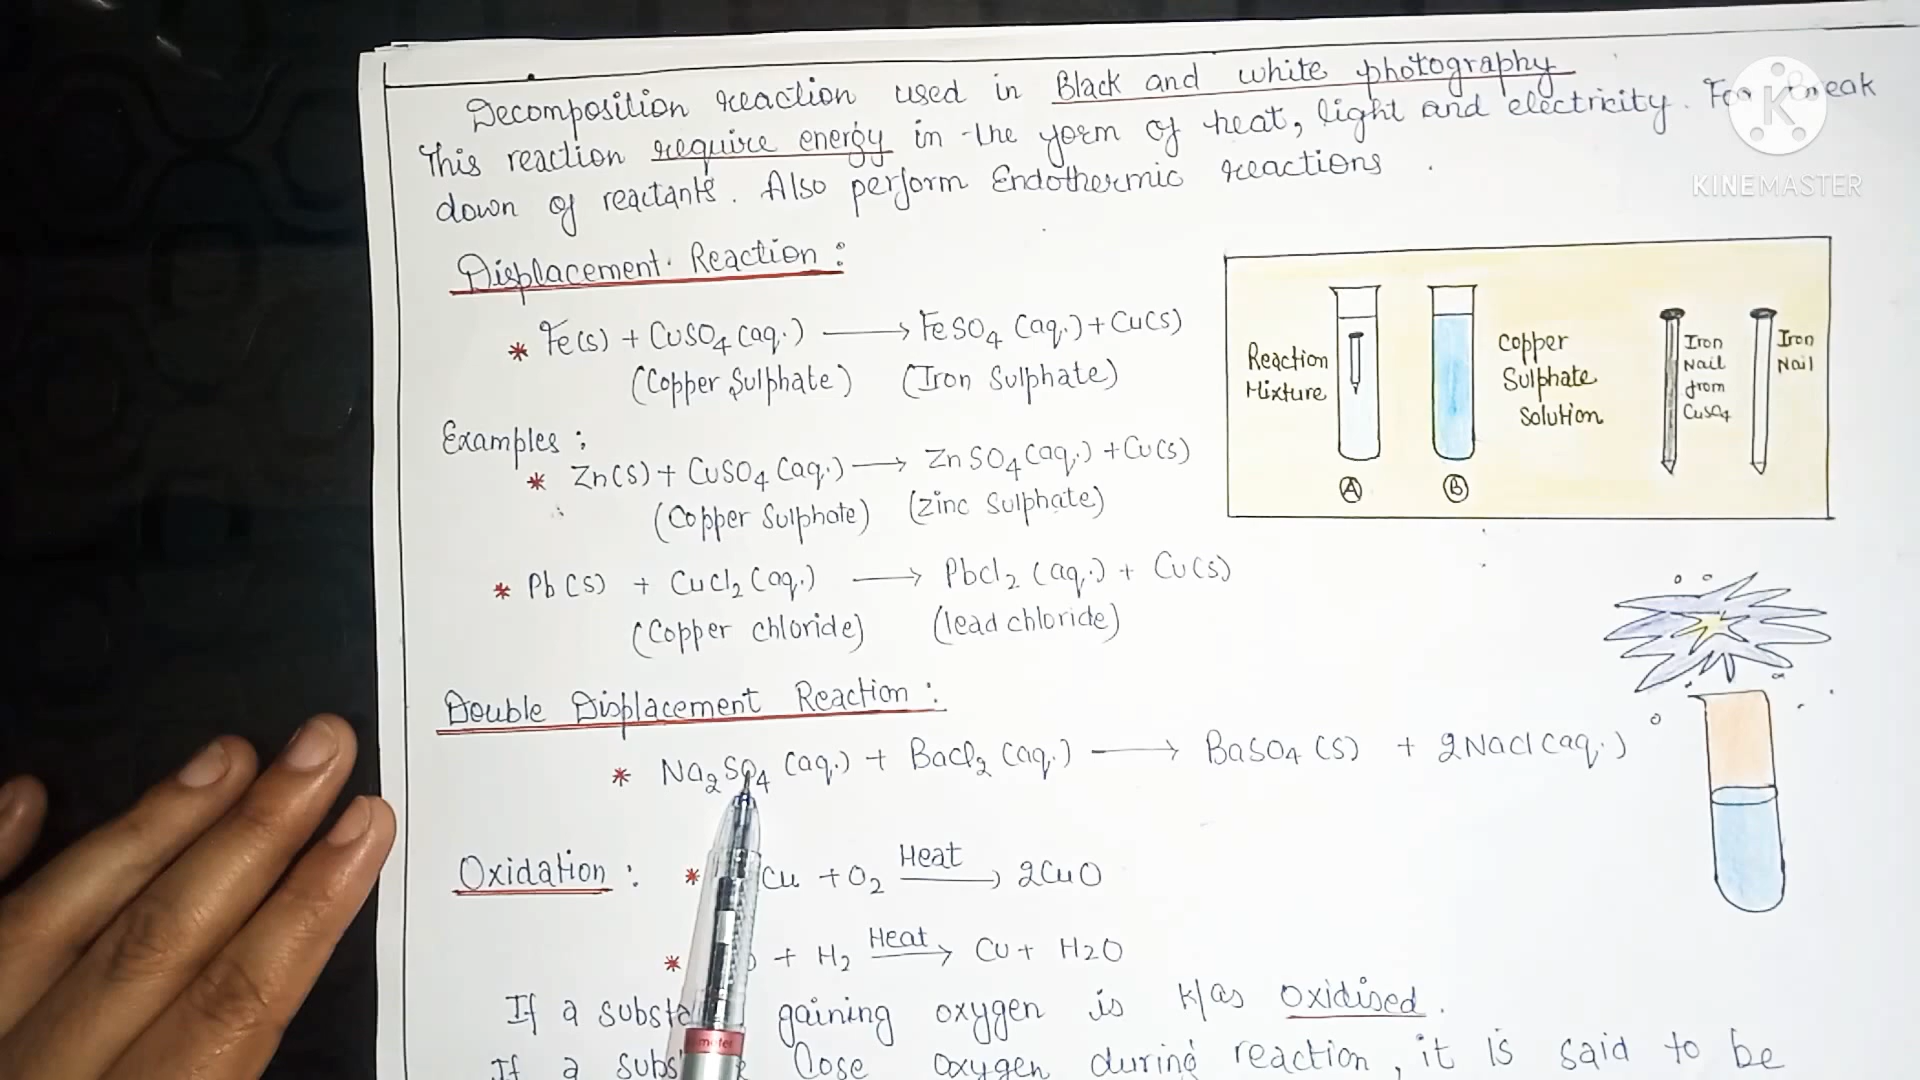 Decomposition reaction used in Black and white photography
This reaction require energy in the form of heat, light and electricity. For break
down of reactants. Also perform Endothermic reactions.
KINEMASTER
Displacement Reaction:
* Fe(s) + CuSO4 (aq.) → FeSO4 (aq.) + Cu(s)
(Copper Sulphate) (Iron Sulphate)
Examples:
* Zn(s) + CuSO4 (aq.) → ZnSO4 (aq.) + Cu(s)
(Copper Sulphate) (Zinc Sulphate)
* Pb(s) + CuCl2 (aq.) → PbCl2 (aq.) + Cu(s)
(Copper chloride) (lead chloride)
Reaction
Mixture
A
B
Copper
Sulphate
Solution
Iron
Nail
from
CuSO4
Iron
Nail
Double Displacement Reaction:
* Na2SO4 (aq.) + BaCl2 (aq.) → BaSO4 (s) + 2NaCl (aq.)
Oxidation: * Cu + O2 Heat → 2CuO
* + H2 Heat → Cu + H2O
If a gaining oxygen is k/as oxidised.
If a lose oxygen during reaction, it is said to be